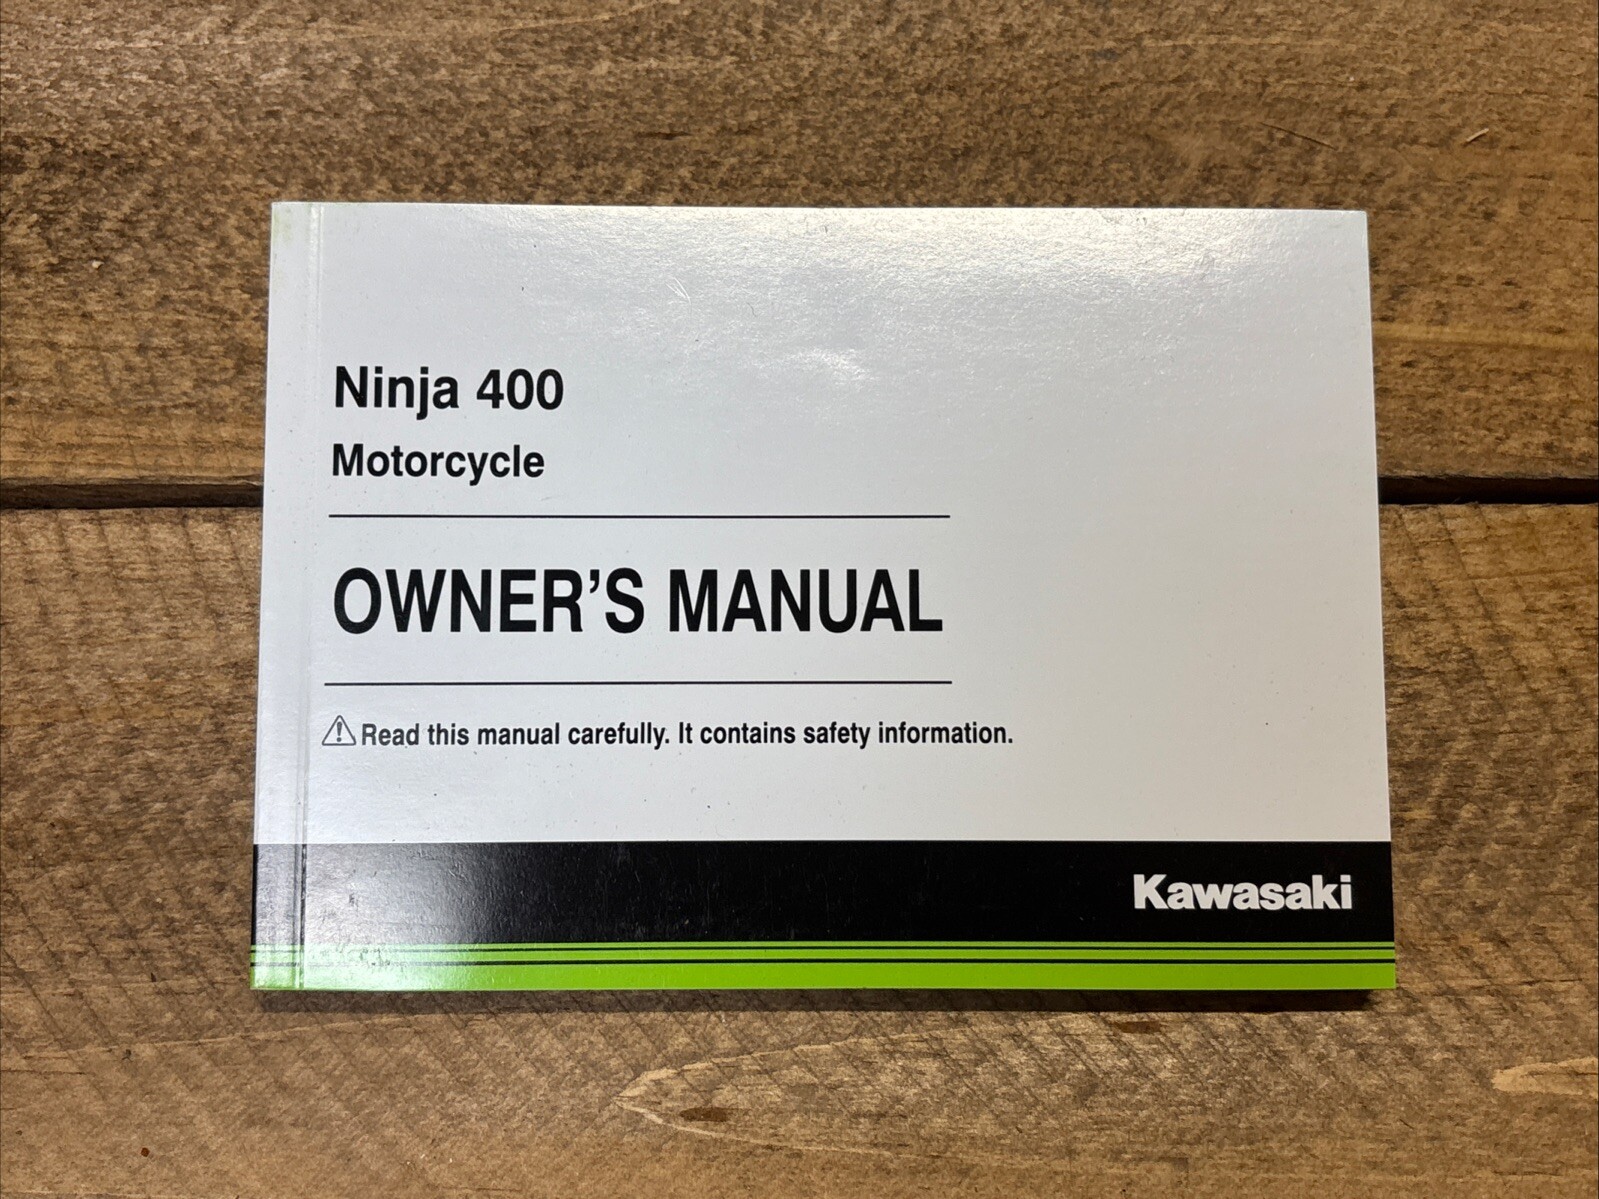 Ninja 400
Motorcycle
OWNER’S MANUAL
Read this manual carefully. It contains safety information.
Kawasaki